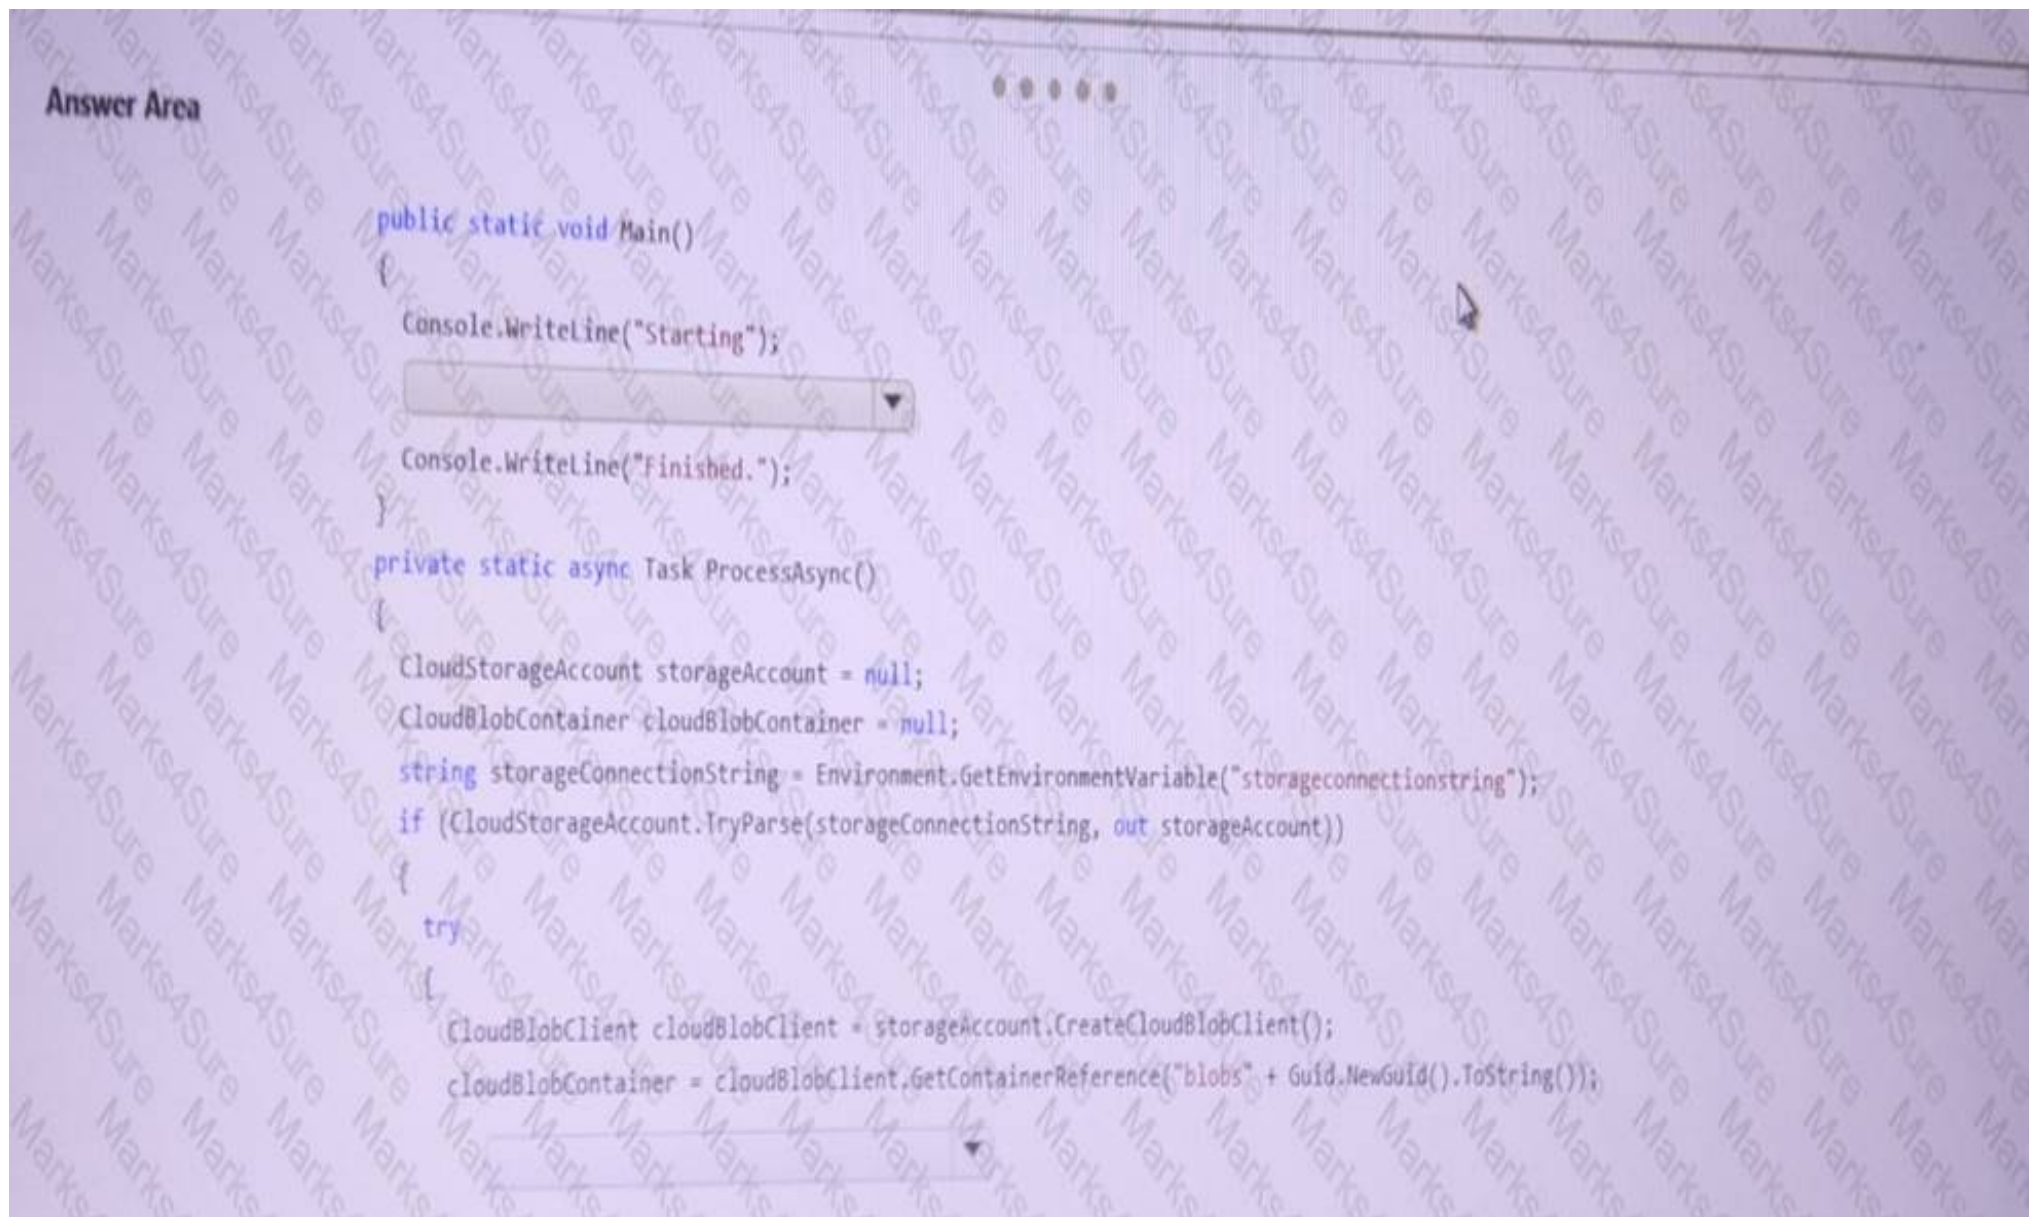 Answer Area
public static void Main()
{
Console.WriteLine("Starting");
Console.WriteLine("Finished.");
}
private static async Task ProcessAsync()
{
CloudStorageAccount storageAccount = null;
CloudBlobContainer cloudBlobContainer = null;
string storageConnectionString = Environment.GetEnvironmentVariable("storageconnectionstring");
if (CloudStorageAccount.TryParse(storageConnectionString, out storageAccount))
{
try
{
CloudBlobClient cloudBlobClient = storageAccount.CreateCloudBlobClient();
cloudBlobContainer = cloudBlobClient.GetContainerReference("blobs" + Guid.NewGuid().ToString());
Marks4Sure